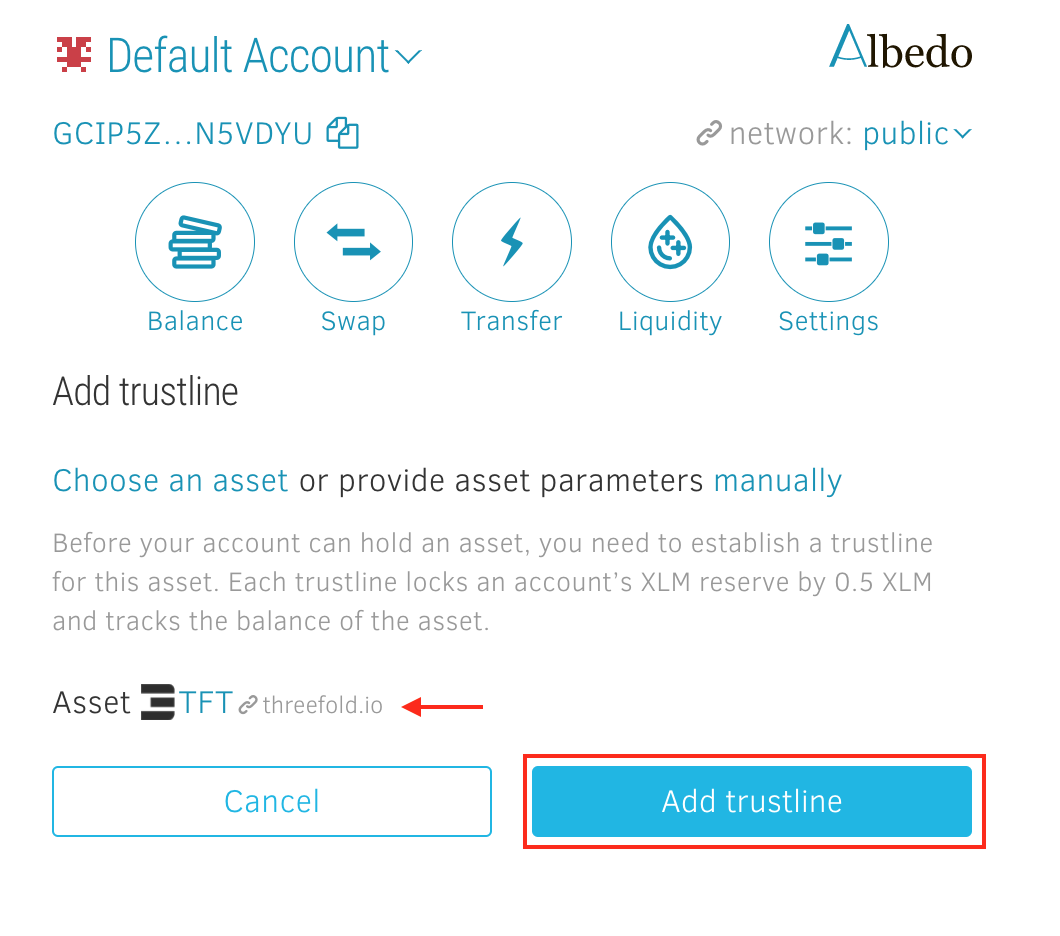 Default Account
Albedo
GCIP5Z...N5VDYU
network: public
Balance
Swap
Transfer
Liquidity
Settings
Add trustline
Choose an asset or provide asset parameters manually
Before your account can hold an asset, you need to establish a trustline
for this asset. Each trustline locks an account’s XLM reserve by 0.5 XLM
and tracks the balance of the asset.
Asset TFT threefold.io
Cancel
Add trustline